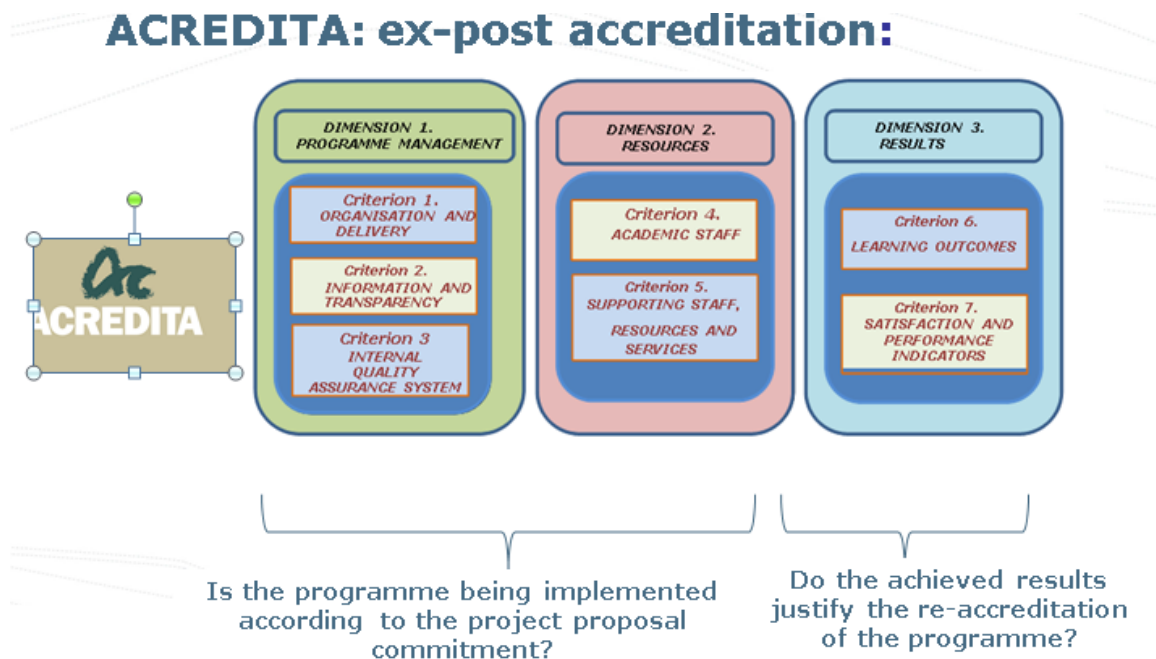 ACREDITA: ex-post accreditation:
DIMENSION 1.
PROGRAMME MANAGEMENT
Criterion 1.
ORGANISATION AND
DELIVERY
Criterion 2.
INFORMATION AND
TRANSPARENCY
Criterion 3
INTERNAL
QUALITY
ASSURANCE SYSTEM
DIMENSION 2.
RESOURCES
Criterion 4.
ACADEMIC STAFF
Criterion 5.
SUPPORTING STAFF,
RESOURCES AND
SERVICES
DIMENSION 3.
RESULTS
Criterion 6.
LEARNING OUTCOMES
Criterion 7.
SATISFACTION AND
PERFORMANCE
INDICATORS
ac
ACREDITA
Is the programme being implemented
according to the project proposal
commitment?
Do the achieved results
justify the re-accreditation
of the programme?